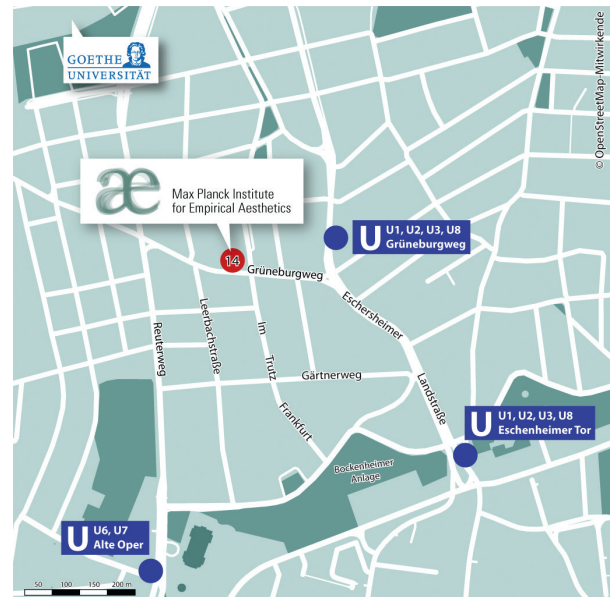 GOETHE
UNIVERSITÄT
© OpenStreetMap-Mitwirkende
æ
Max Planck Institute
for Empirical Aesthetics
U
U1, U2, U3, U8
Grüneburgweg
14
Grüneburgweg
Eschersheimer
Landstraße
Reuterweg
Leerbachstraße
Im
Trutz
Frankfurt
Gärtnerweg
U
U1, U2, U3, U8
Eschenheimer Tor
Bockenheimer
Anlage
U
U6, U7
Alte Oper
50 100 150 200 m